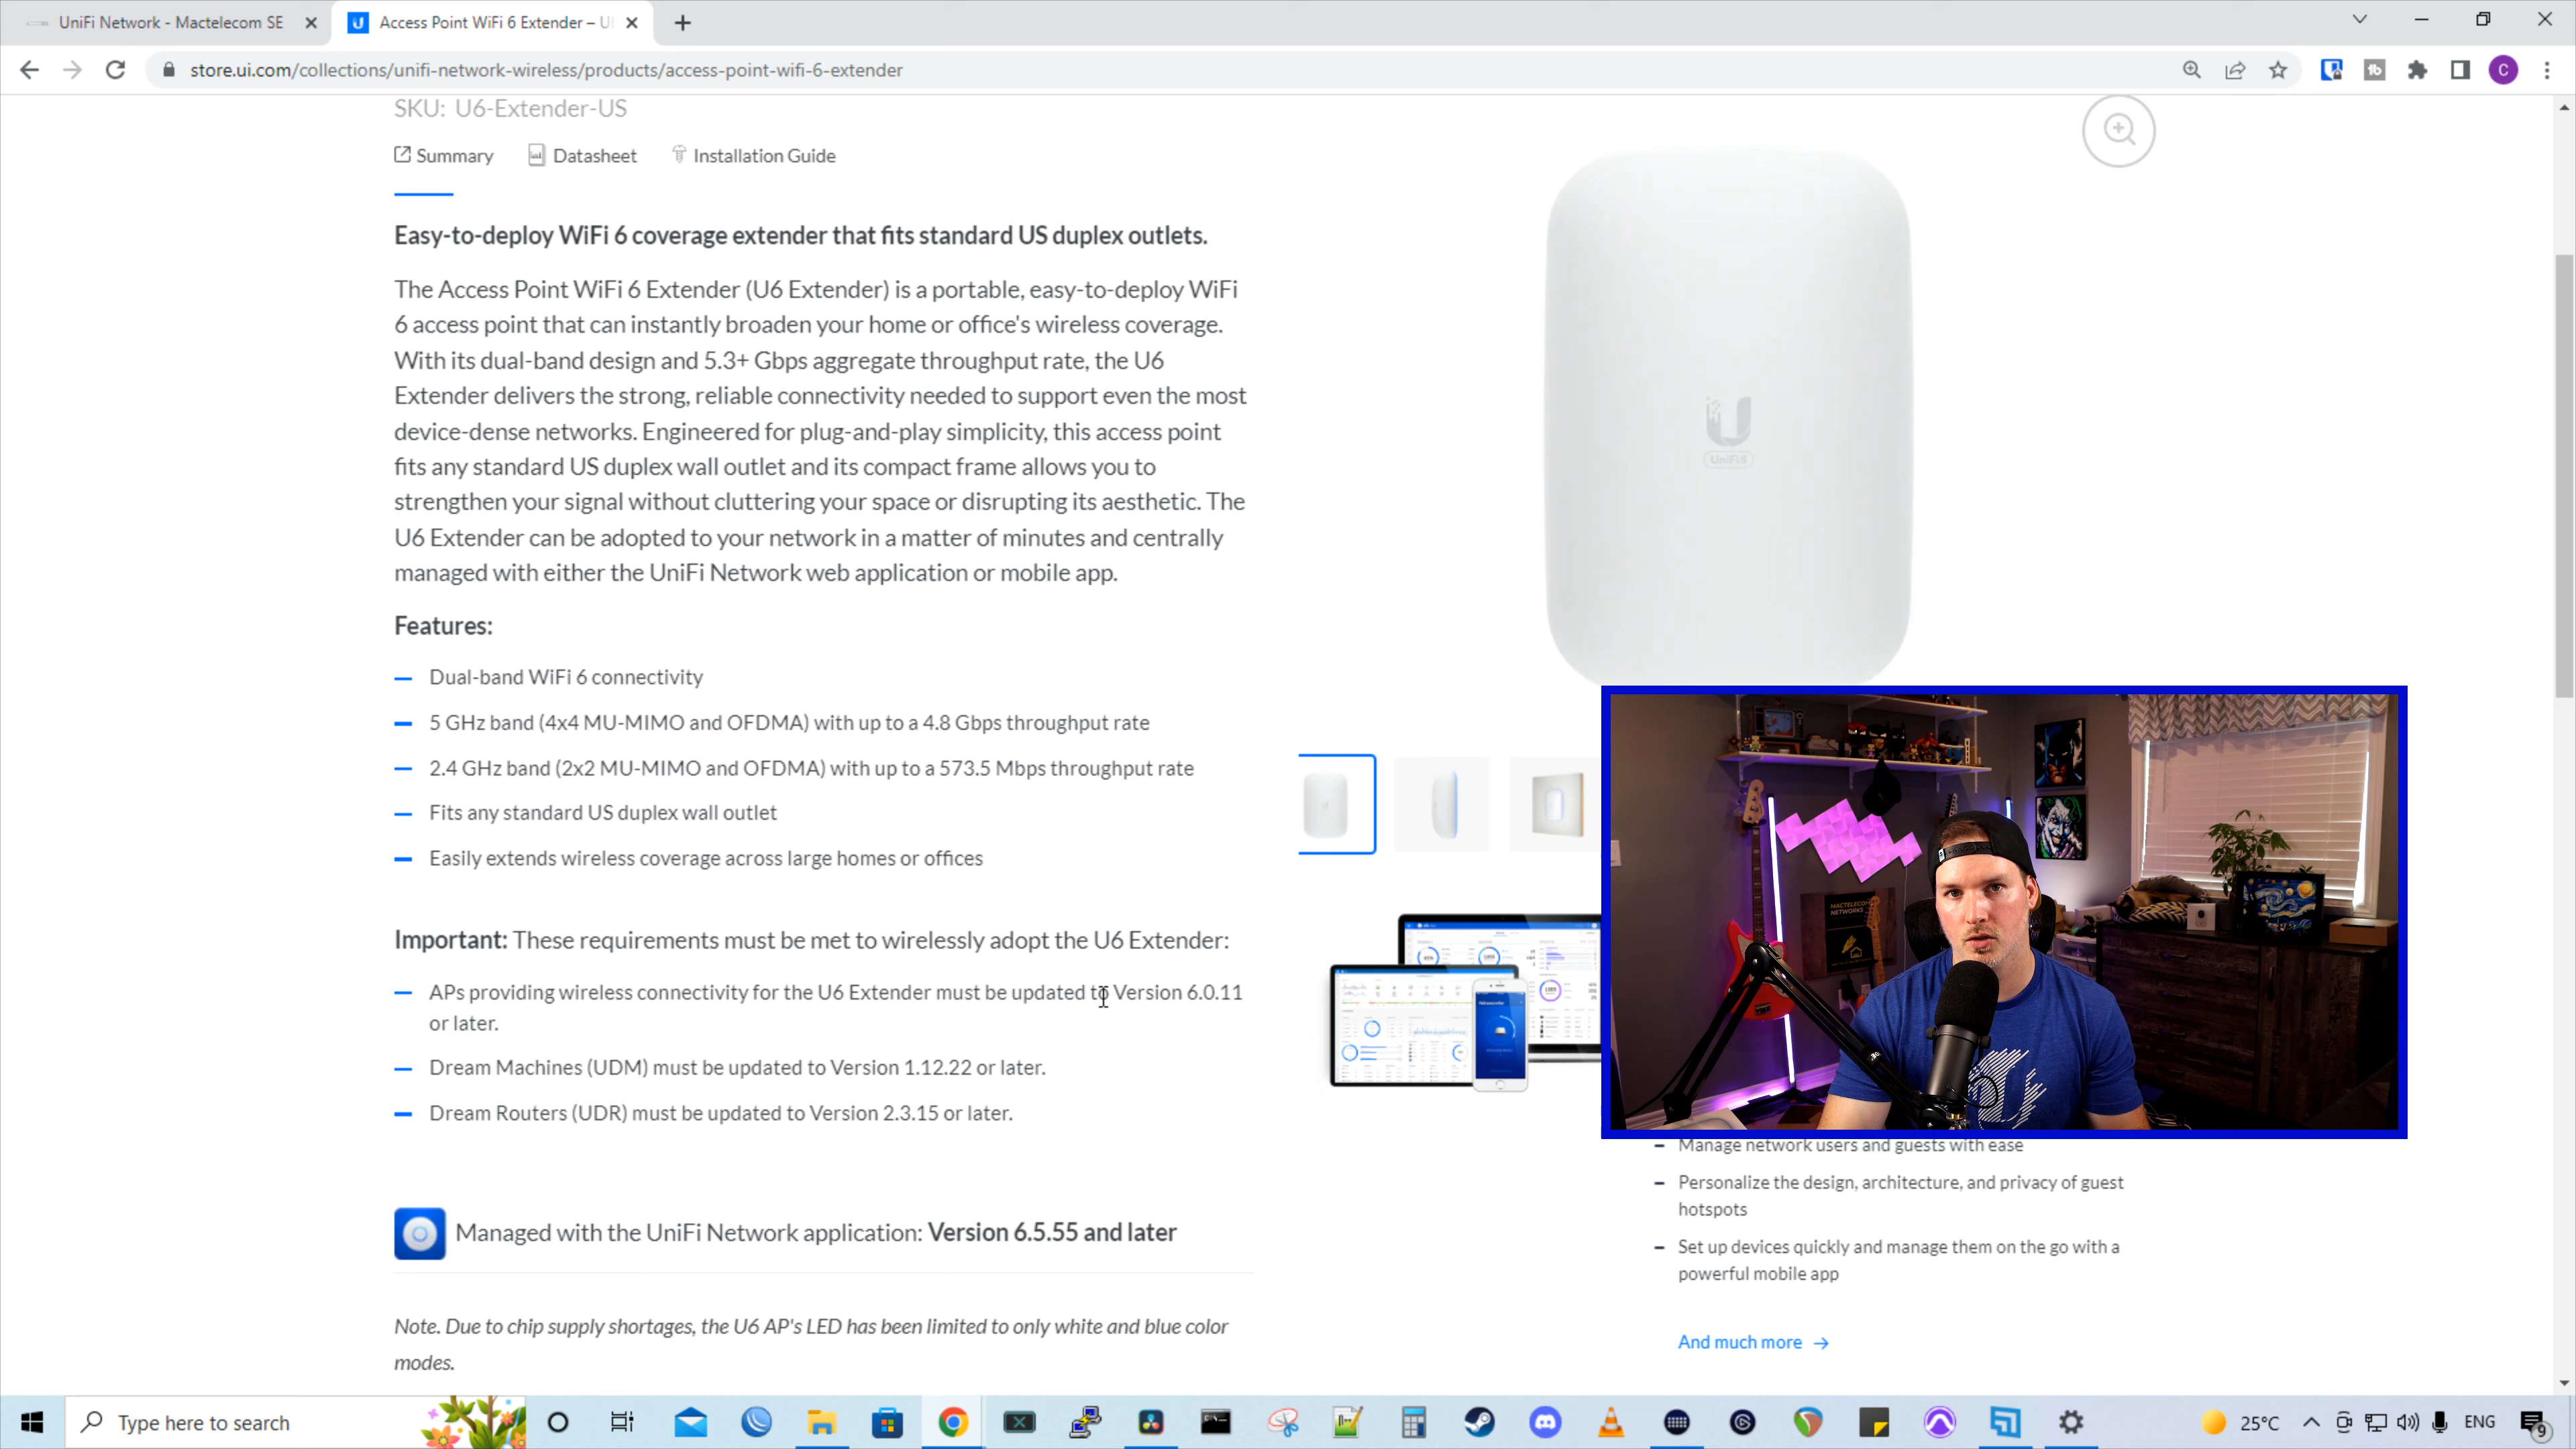 UniFi Network - Mactelecom SE
Access Point WiFi 6 Extender – U
store.ui.com/collections/unifi-network-wireless/products/access-point-wifi-6-extender
SKU: U6-Extender-US
Summary
Datasheet
Installation Guide
Easy-to-deploy WiFi 6 coverage extender that fits standard US duplex outlets.
The Access Point WiFi 6 Extender (U6 Extender) is a portable, easy-to-deploy WiFi
6 access point that can instantly broaden your home or office's wireless coverage.
With its dual-band design and 5.3+ Gbps aggregate throughput rate, the U6
Extender delivers the strong, reliable connectivity needed to support even the most
device-dense networks. Engineered for plug-and-play simplicity, this access point
fits any standard US duplex wall outlet and its compact frame allows you to
strengthen your signal without cluttering your space or disrupting its aesthetic. The
U6 Extender can be adopted to your network in a matter of minutes and centrally
managed with either the UniFi Network web application or mobile app.
Features:
Dual-band WiFi 6 connectivity
5 GHz band (4x4 MU-MIMO and OFDMA) with up to a 4.8 Gbps throughput rate
2.4 GHz band (2x2 MU-MIMO and OFDMA) with up to a 573.5 Mbps throughput rate
Fits any standard US duplex wall outlet
Easily extends wireless coverage across large homes or offices
Important: These requirements must be met to wirelessly adopt the U6 Extender:
APs providing wireless connectivity for the U6 Extender must be updated to Version 6.0.11
or later.
Dream Machines (UDM) must be updated to Version 1.12.22 or later.
Dream Routers (UDR) must be updated to Version 2.3.15 or later.
Managed with the UniFi Network application: Version 6.5.55 and later
Note. Due to chip supply shortages, the U6 AP's LED has been limited to only white and blue color
modes.
UniFi6
MACTELECOM
NETWORKS
- Manage network users and guests with ease
- Personalize the design, architecture, and privacy of guest
hotspots
- Set up devices quickly and manage them on the go with a
powerful mobile app
And much more →
Type here to search
25°C
ENG
9